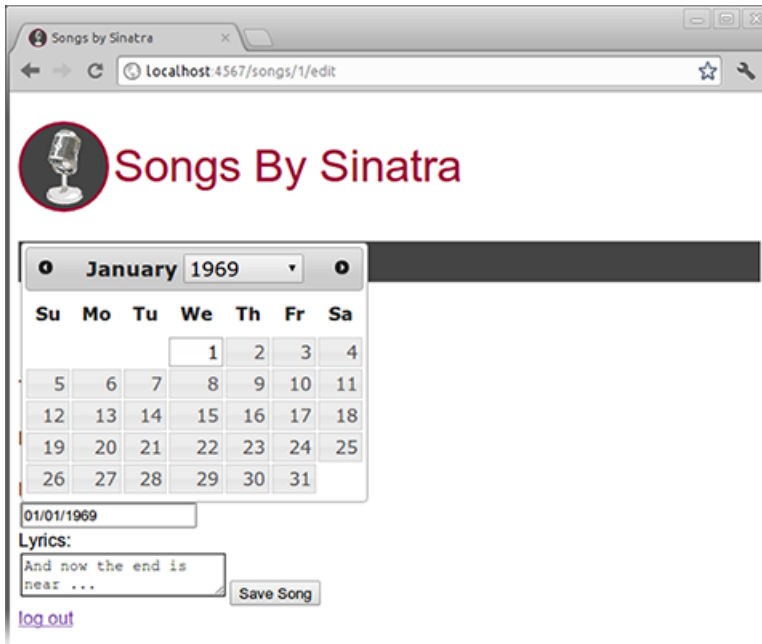 Songs by Sinatra
localhost:4567/songs/1/edit
Songs By Sinatra
January 1969
Su Mo Tu We Th Fr Sa
1 2 3 4
5 6 7 8 9 10 11
12 13 14 15 16 17 18
19 20 21 22 23 24 25
26 27 28 29 30 31
01/01/1969
Lyrics:
And now the end is
near ...
Save Song
log out